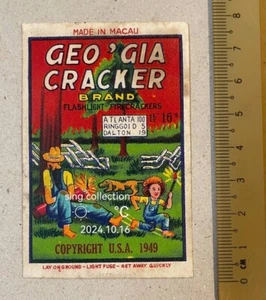 MADE IN MACAU
GEO'GIA
CRACKER
BRAND
FLASHLIGHT FIRECRACKERS
ATLANTA 100
RINGGOLD 5
DALTON 19
16
sing.collection
℃
2024.10.16
COPYRIGHT U.S.A. 1949
LAY ON GROUND - LIGHT FUSE - GET AWAY QUICKLY